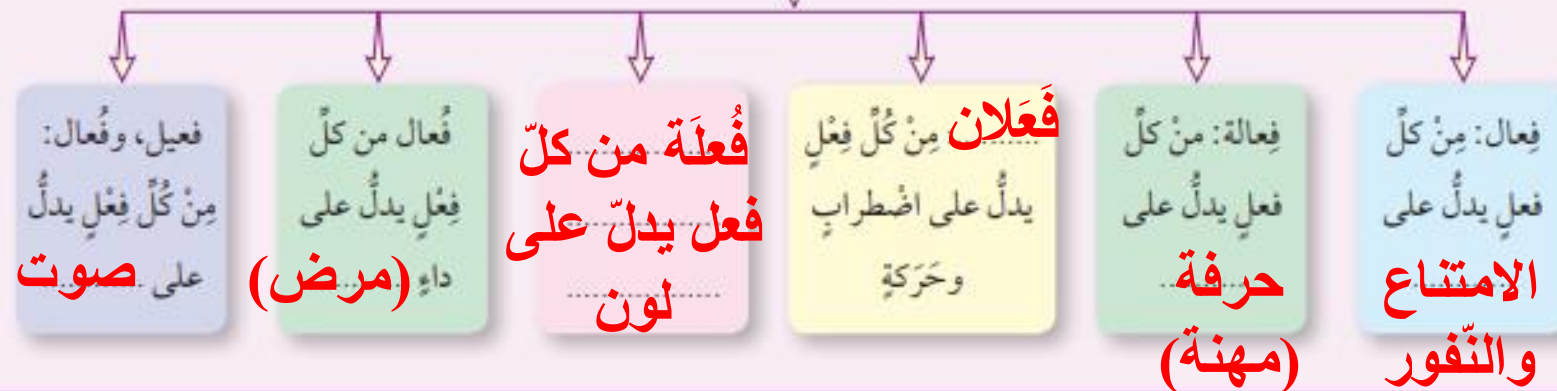 فِعال: مِنْ كلِّ
فعلٍ يدلُّ على
الامتناع
والنّفور
فِعالة: منْ كلِّ
فعلٍ يدلُّ على
حرفة
(مهنة)
فَعَلان مِنْ كُلِّ فِعْلٍ
يدلُّ على اضْطرابٍ
وحَرَكةٍ
فُعلَة من كلّ
فعل يدلّ على
لون
فُعال من كلِّ
فِعْلٍ يدلُّ على
داءٍ (مرض)
فعيل، وفُعال:
مِنْ كُلِّ فِعْلٍ يدلُّ
على صوت